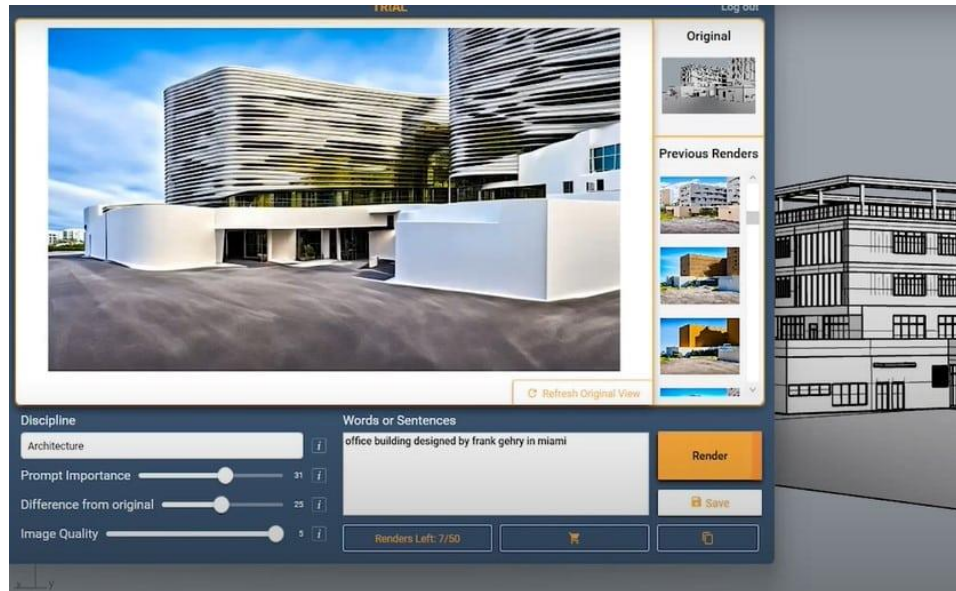 TRIAL
Log out
Original
Previous Renders
Refresh Original View
Discipline
Architecture
i
Prompt Importance
31
i
Difference from original
25
i
Image Quality
5
i
Words or Sentences
office building designed by frank gehry in miami
Render
Save
Renders Left: 7/50
x
y